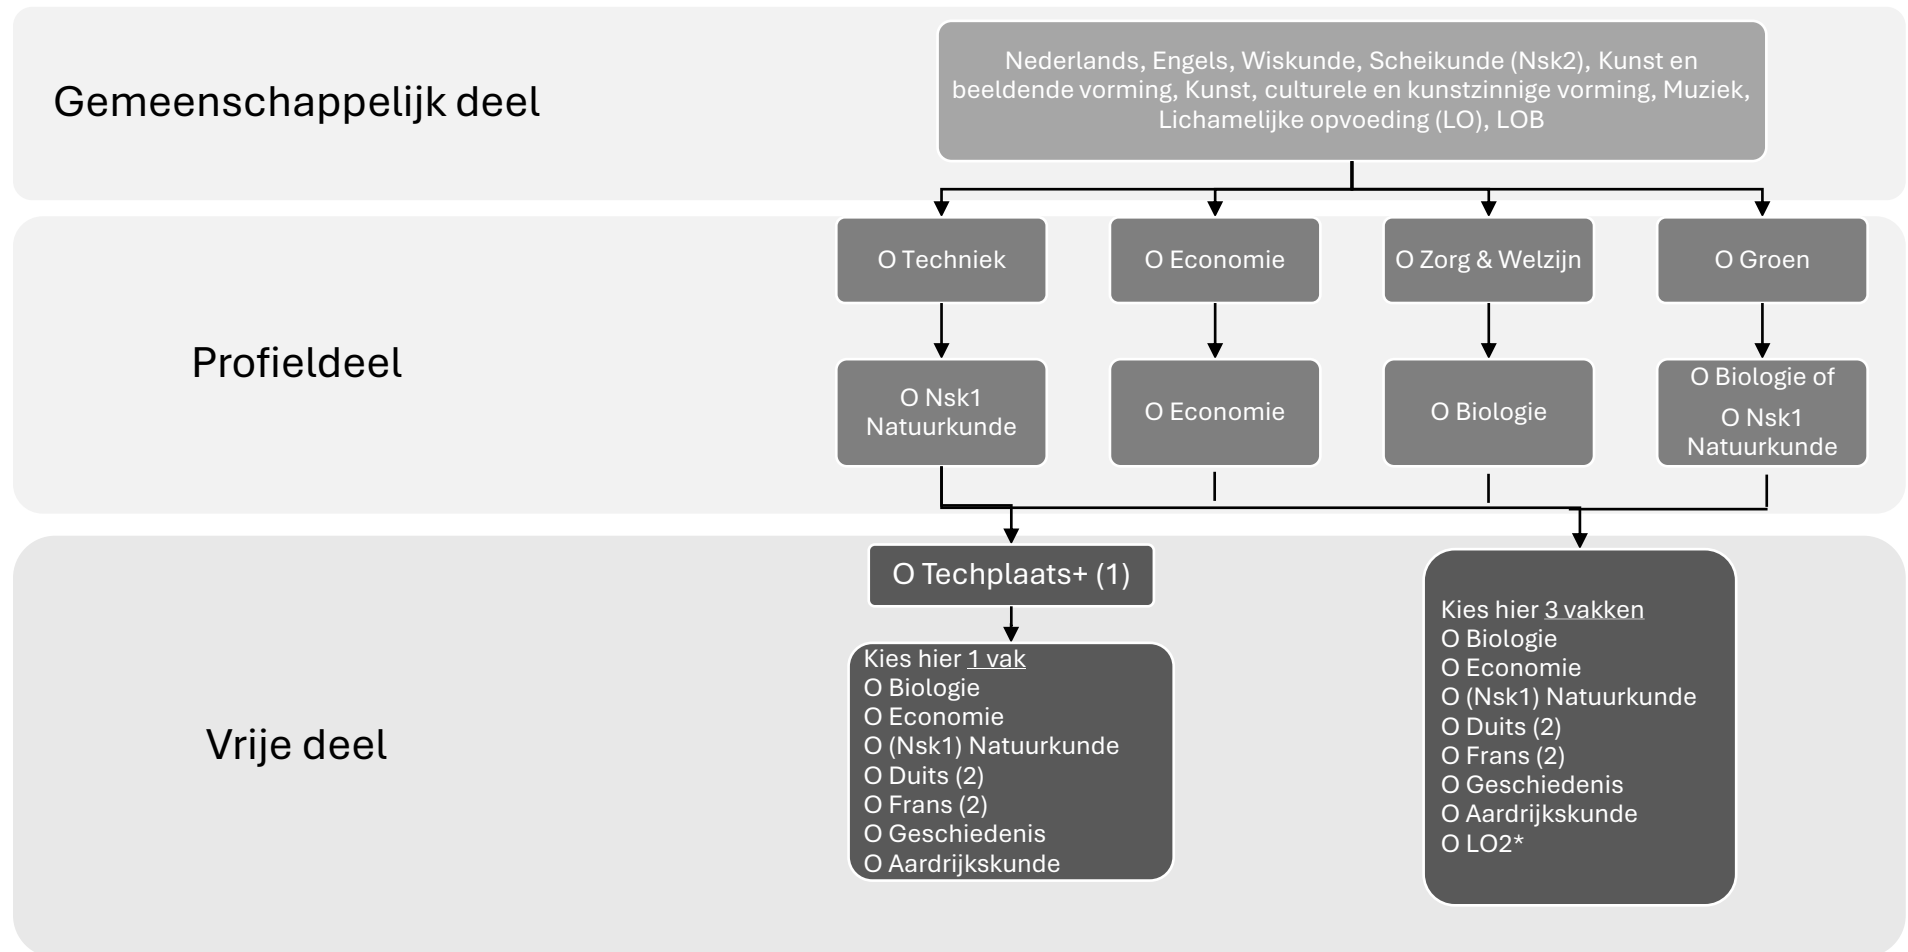 Gemeenschappelijk deel
Nederlands, Engels, Wiskunde, Scheikunde (Nsk2), Kunst en
beeldende vorming, Kunst, culturele en kunstzinnige vorming, Muziek,
Lichamelijke opvoeding (LO), LOB
Profieldeel
O Techniek
O Economie
O Zorg & Welzijn
O Groen
O Nsk1
Natuurkunde
O Economie
O Biologie
O Biologie of
O Nsk1
Natuurkunde
Vrije deel
O Techplaats+ (1)
Kies hier 1 vak
O Biologie
O Economie
O (Nsk1) Natuurkunde
O Duits (2)
O Frans (2)
O Geschiedenis
O Aardrijkskunde
Kies hier 3 vakken
O Biologie
O Economie
O (Nsk1) Natuurkunde
O Duits (2)
O Frans (2)
O Geschiedenis
O Aardrijkskunde
O LO2*